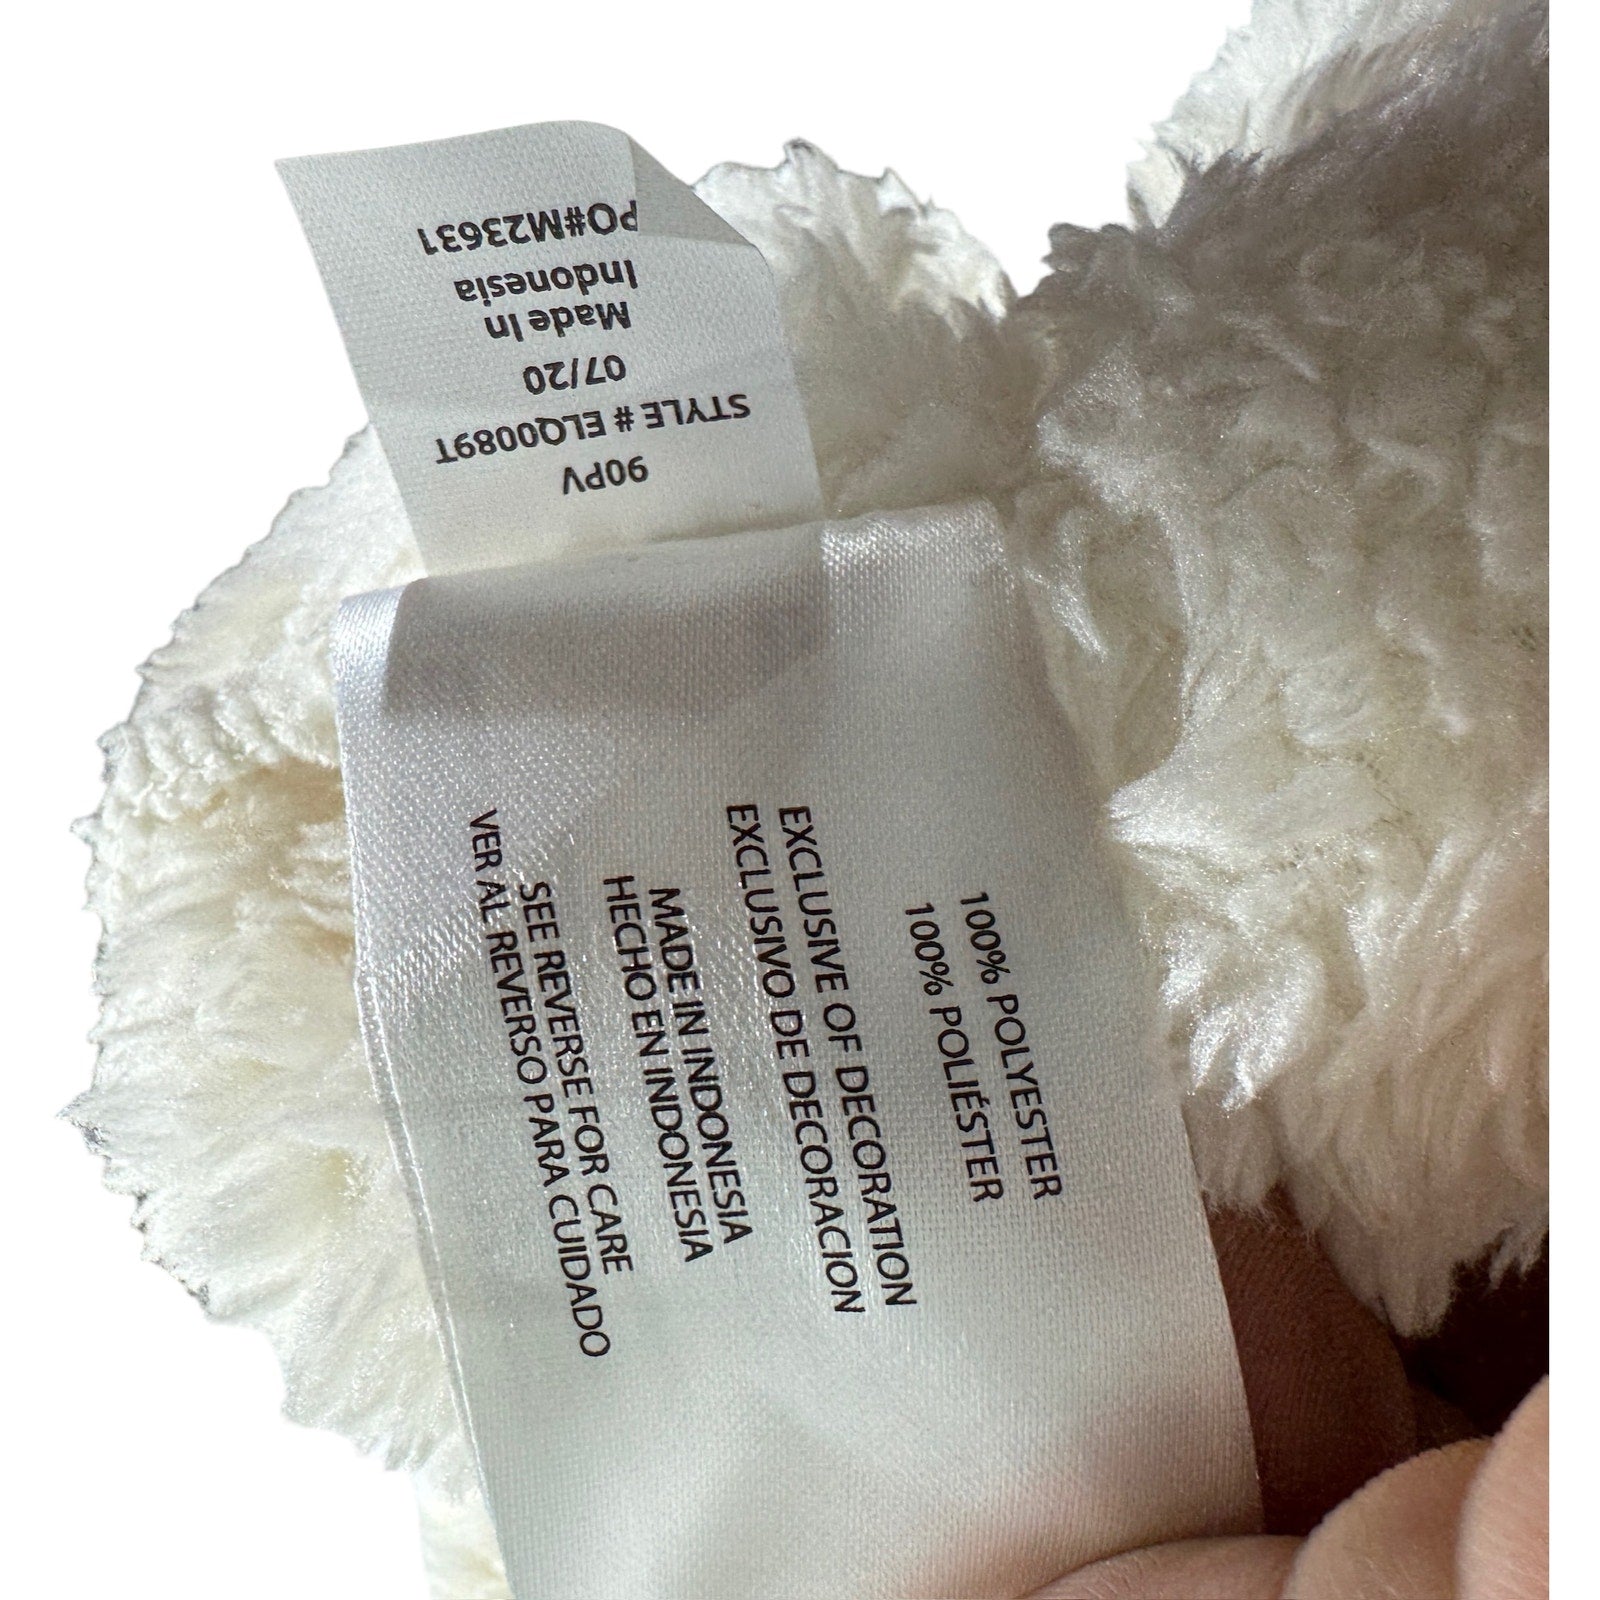 90PV
STYLE # ELQ0089T
07/20
Made In
Indonesia
PO#M23631
100% POLYESTER
100% POLIÉSTER
EXCLUSIVE OF DECORATION
EXCLUSIVO DE DECORACION
MADE IN INDONESIA
HECHO EN INDONESIA
SEE REVERSE FOR CARE
VER AL REVERSO PARA CUIDADO